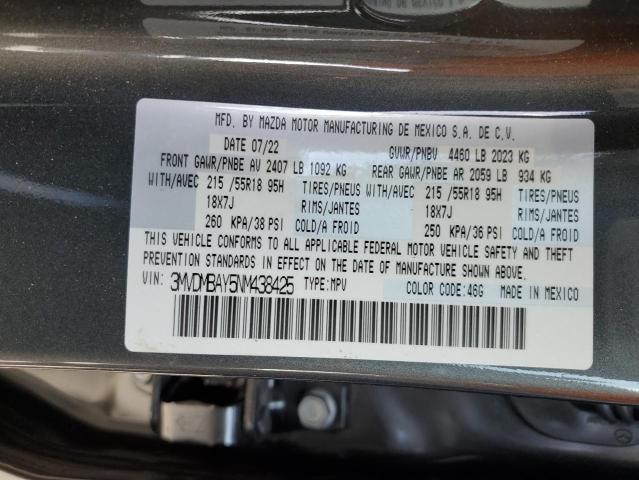 MFD. BY MAZDA MOTOR MANUFACTURING DE MEXICO S.A. DE C.V.
DATE 07/22 GVWR/PNBV 4460 LB 2023 KG
FRONT GAWR/PNBE AV 2407 LB 1092 KG REAR GAWR/PNBE AR 2059 LB 934 KG
WITH/AVEC 215 /55R18 95H TIRES/PNEUS WITH/AVEC 215 /55R18 95H TIRES/PNEUS
18X7J RIMS/JANTES 18X7J RIMS/JANTES
260 KPA/38 PSI COLD/A FROID 250 KPA/36 PSI COLD/A FROID
THIS VEHICLE CONFORMS TO ALL APPLICABLE FEDERAL MOTOR VEHICLE SAFETY AND THEFT
PREVENTION STANDARDS IN EFFECT ON THE DATE OF MANUFACTURE SHOWN ABOVE.
VIN: 3MVDMBAY5NM438425 TYPE:MPV COLOR CODE:46G MADE IN MEXICO